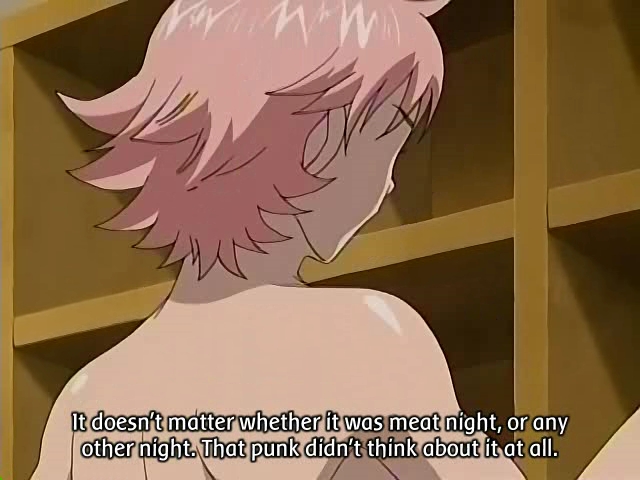 It doesn't matter whether it was meat night, or any
other night. That punk didn't think about it at all.